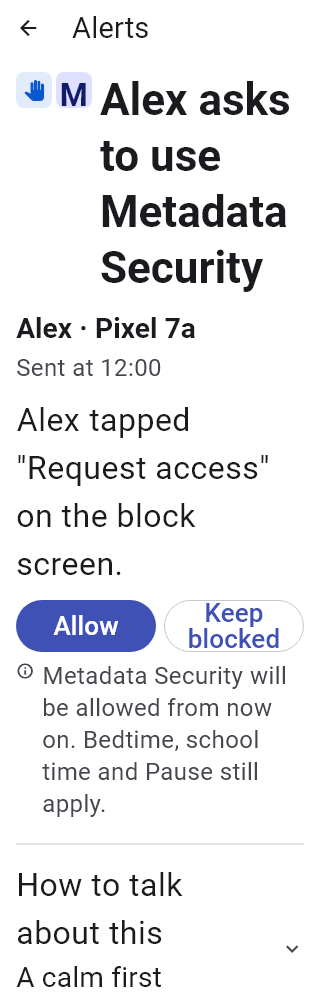 Alerts
M
Alex asks
to use
Metadata
Security
Alex · Pixel 7a
Sent at 12:00
Alex tapped
"Request access"
on the block
screen.
Allow
Keep
blocked
Metadata Security will
be allowed from now
on. Bedtime, school
time and Pause still
apply.
How to talk
about this
A calm first